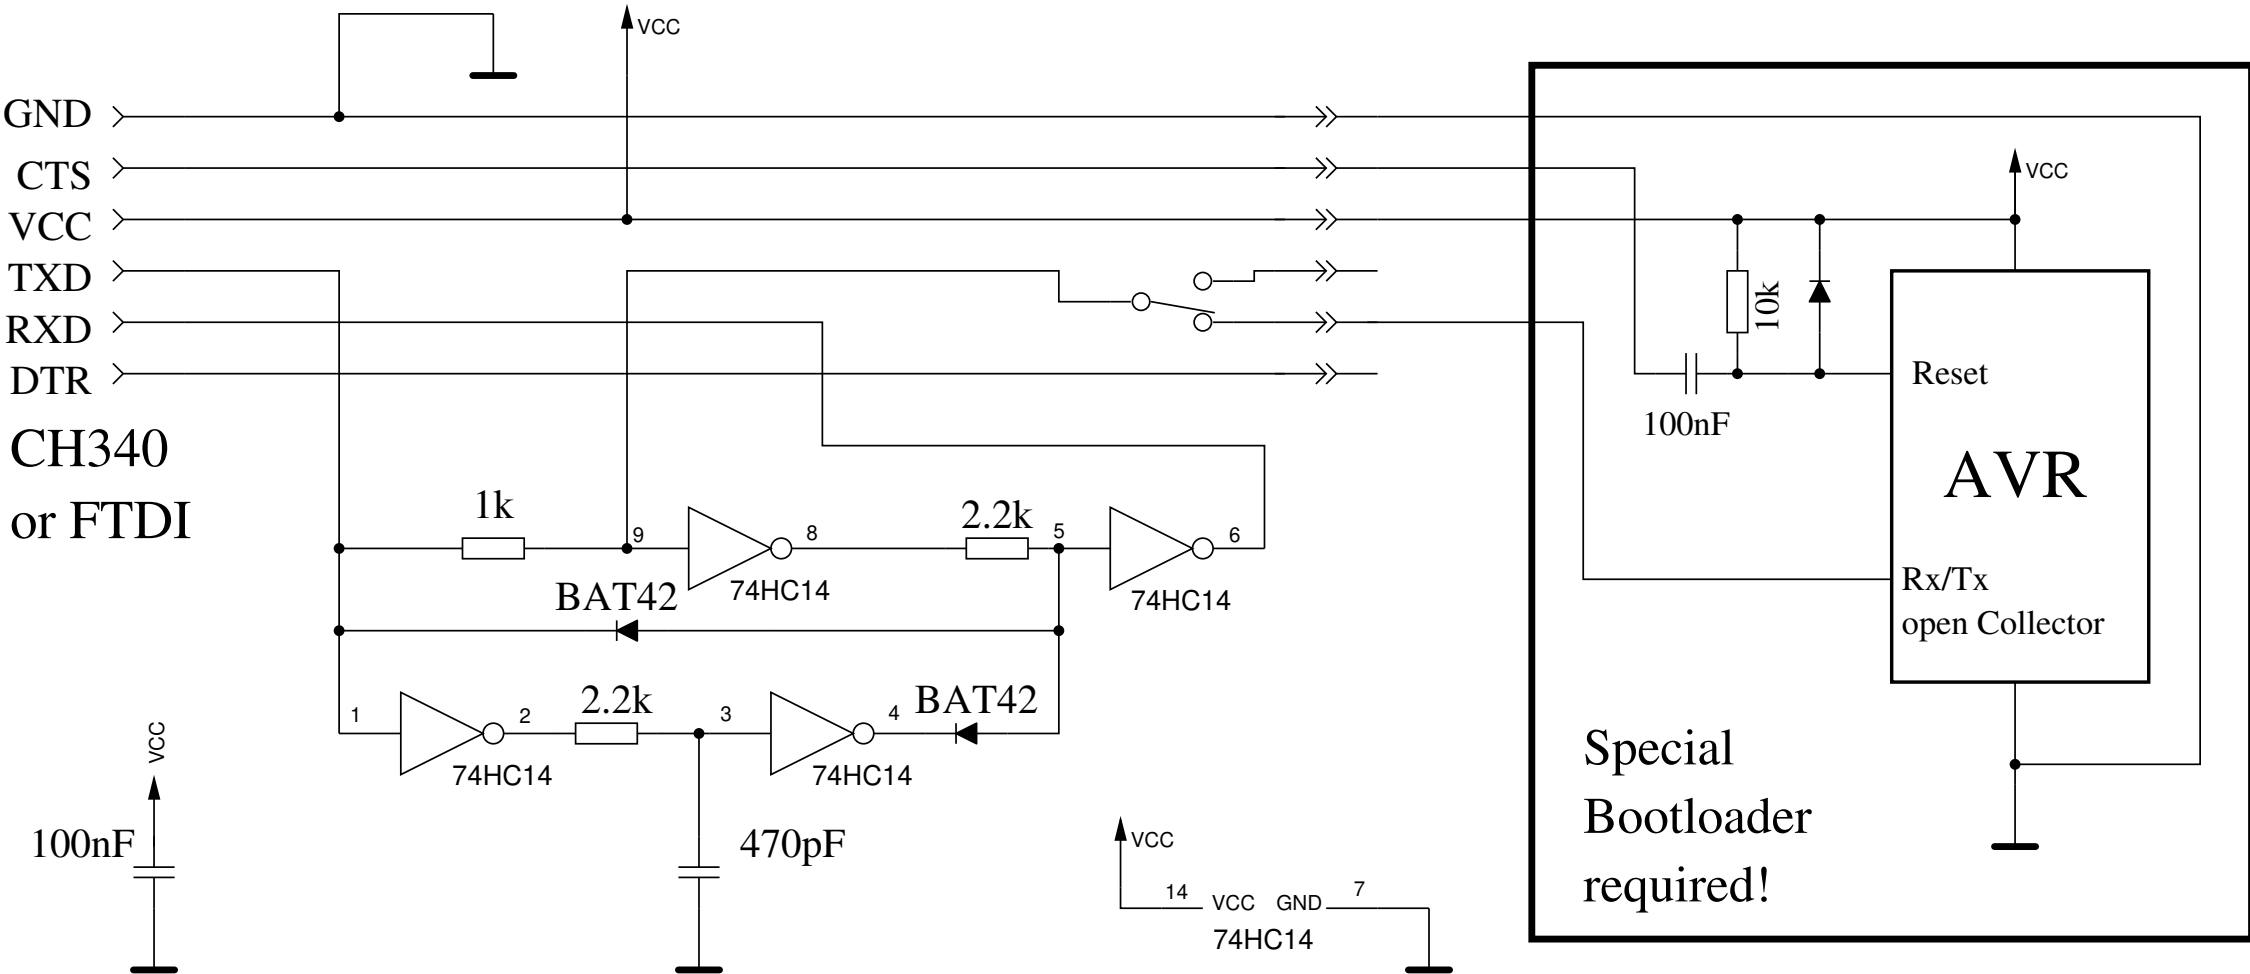 VCC
GND
CTS
VCC
TXD
RXD
DTR
CH340
or FTDI
VCC
10k
Reset
100nF
AVR
Rx/Tx
open Collector
1k
9
8
74HC14
2.2k
5
6
74HC14
BAT42
1
2
74HC14
2.2k
3
4
74HC14
BAT42
VCC
100nF
470pF
VCC
14
VCC
GND
7
74HC14
Special
Bootloader
required!